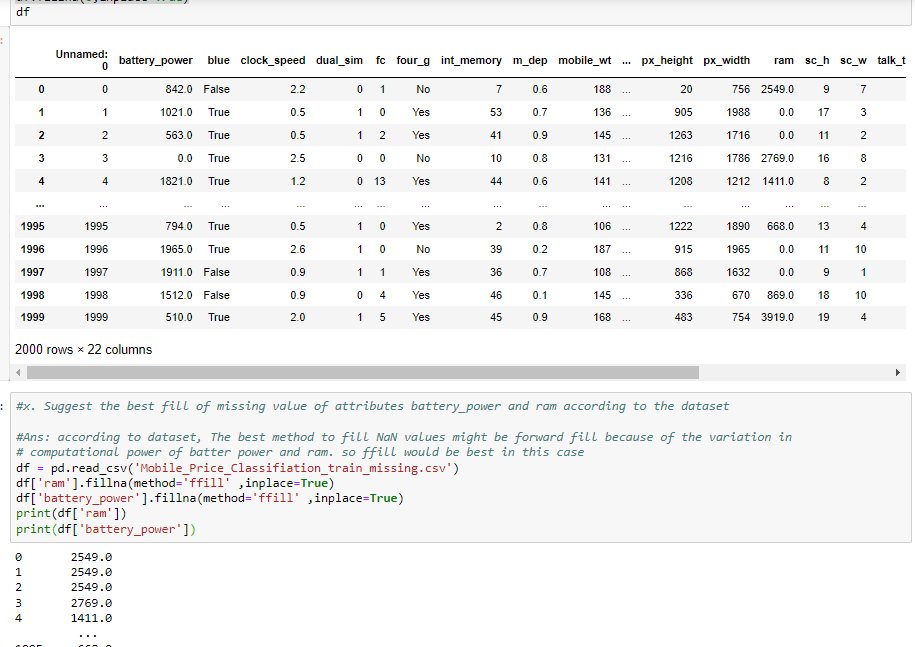 df
Unnamed: 0 battery_power blue clock_speed dual_sim fc four_g int_memory m_dep mobile_wt ... px_height px_width ram sc_h sc_w talk_t
0 0 842.0 False 2.2 0 1 No 7 0.6 188 ... 20 756 2549.0 9 7
1 1 1021.0 True 0.5 1 0 Yes 53 0.7 136 ... 905 1988 0.0 17 3
2 2 563.0 True 0.5 1 2 Yes 41 0.9 145 ... 1263 1716 0.0 11 2
3 3 0.0 True 2.5 0 0 No 10 0.8 131 ... 1216 1786 2769.0 16 8
4 4 1821.0 True 1.2 0 13 Yes 44 0.6 141 ... 1208 1212 1411.0 8 2
... ... ... ... ... ... ... ... ... ... ... ... ... ... ... ... ...
1995 1995 794.0 True 0.5 1 0 Yes 2 0.8 106 ... 1222 1890 668.0 13 4
1996 1996 1965.0 True 2.6 1 0 No 39 0.2 187 ... 915 1965 0.0 11 10
1997 1997 1911.0 False 0.9 1 1 Yes 36 0.7 108 ... 868 1632 0.0 9 1
1998 1998 1512.0 False 0.9 0 4 Yes 46 0.1 145 ... 336 670 869.0 18 10
1999 1999 510.0 True 2.0 1 5 Yes 45 0.9 168 ... 483 754 3919.0 19 4
2000 rows × 22 columns
#x. Suggest the best fill of missing value of attributes battery_power and ram according to the dataset
#Ans: according to dataset, The best method to fill NaN values might be forward fill because of the variation in
# computational power of batter power and ram. so ffill would be best in this case
df = pd.read_csv('Mobile_Price_Classifiation_train_missing.csv')
df['ram'].fillna(method='ffill' ,inplace=True)
df['battery_power'].fillna(method='ffill' ,inplace=True)
print(df['ram'])
print(df['battery_power'])
0 2549.0
1 2549.0
2 2549.0
3 2769.0
4 1411.0
...